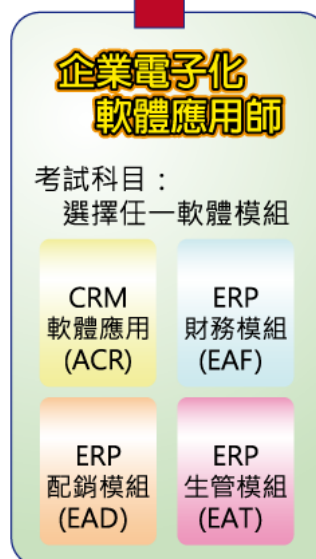 企業電子化
軟體應用師
考試科目：
選擇任一軟體模組
CRM
軟體應用
(ACR)
ERP
財務模組
(EAF)
ERP
配銷模組
(EAD)
ERP
生管模組
(EAT)